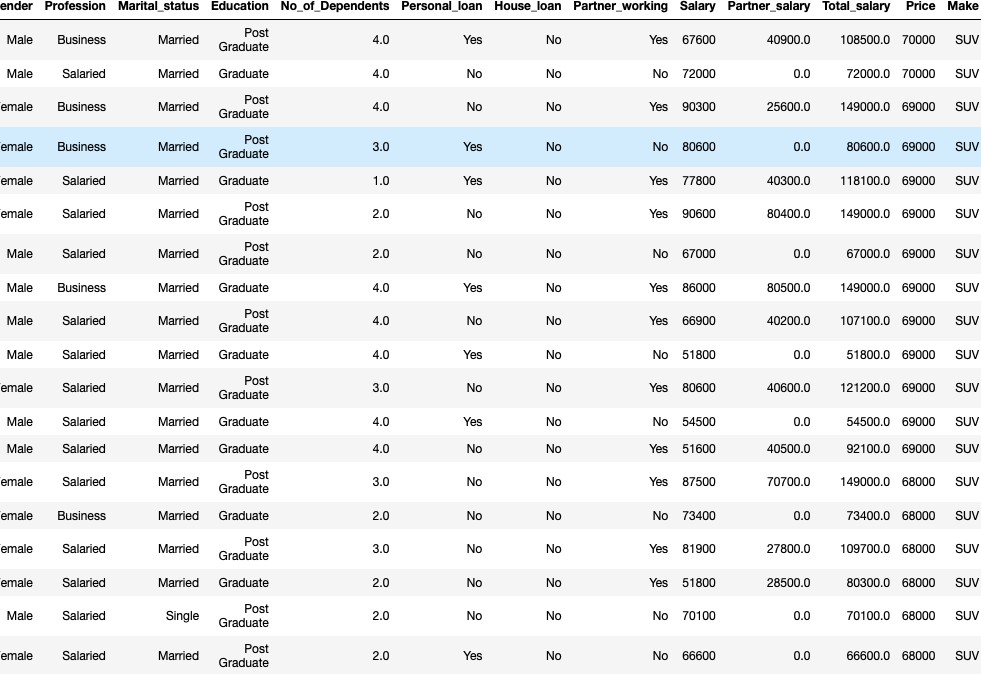 ender Profession Marital_status Education No_of_Dependents Personal_loan House_loan Partner_working Salary Partner_salary Total_salary Price Make
Male Business Married Post Graduate 4.0 Yes No Yes 67600 40900.0 108500.0 70000 SUV
Male Salaried Married Graduate 4.0 No No No 72000 0.0 72000.0 70000 SUV
emale Business Married Post Graduate 4.0 No No Yes 90300 25600.0 149000.0 69000 SUV
emale Business Married Post Graduate 3.0 Yes No No 80600 0.0 80600.0 69000 SUV
emale Salaried Married Graduate 1.0 Yes No Yes 77800 40300.0 118100.0 69000 SUV
emale Salaried Married Post Graduate 2.0 No No Yes 90600 80400.0 149000.0 69000 SUV
Male Salaried Married Post Graduate 2.0 No No No 67000 0.0 67000.0 69000 SUV
Male Business Married Graduate 4.0 Yes No Yes 86000 80500.0 149000.0 69000 SUV
Male Salaried Married Post Graduate 4.0 No No Yes 66900 40200.0 107100.0 69000 SUV
Male Salaried Married Graduate 4.0 Yes No No 51800 0.0 51800.0 69000 SUV
emale Salaried Married Post Graduate 3.0 No No Yes 80600 40600.0 121200.0 69000 SUV
Male Salaried Married Graduate 4.0 Yes No No 54500 0.0 54500.0 69000 SUV
Male Salaried Married Graduate 4.0 No No Yes 51600 40500.0 92100.0 69000 SUV
emale Salaried Married Post Graduate 3.0 No No Yes 87500 70700.0 149000.0 68000 SUV
emale Business Married Graduate 2.0 No No No 73400 0.0 73400.0 68000 SUV
emale Salaried Married Post Graduate 3.0 No No Yes 81900 27800.0 109700.0 68000 SUV
emale Salaried Married Graduate 2.0 No No Yes 51800 28500.0 80300.0 68000 SUV
Male Salaried Single Post Graduate 2.0 No No No 70100 0.0 70100.0 68000 SUV
emale Salaried Married Post Graduate 2.0 Yes No No 66600 0.0 66600.0 68000 SUV